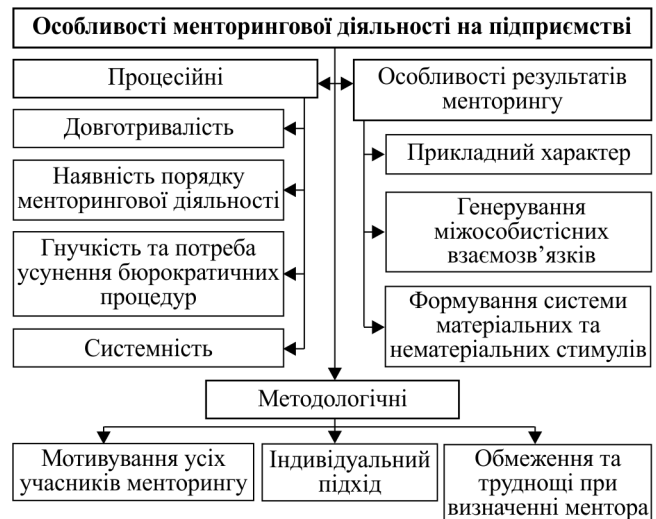 Особливості менторингової діяльності на підприємстві
Процесійні
Довготривалість
Наявність порядку
менторингової діяльності
Гнучкість та потреба
усунення бюрократичних
процедур
Системність
Особливості результатів
менторингу
Прикладний характер
Генерування
міжособистісних
взаємозв’язків
Формування системи
матеріальних та
нематеріальних стимулів
Методологічні
Мотивування усіх
учасників менторингу
Індивідуальний
підхід
Обмеження та
труднощі при
визначенні ментора